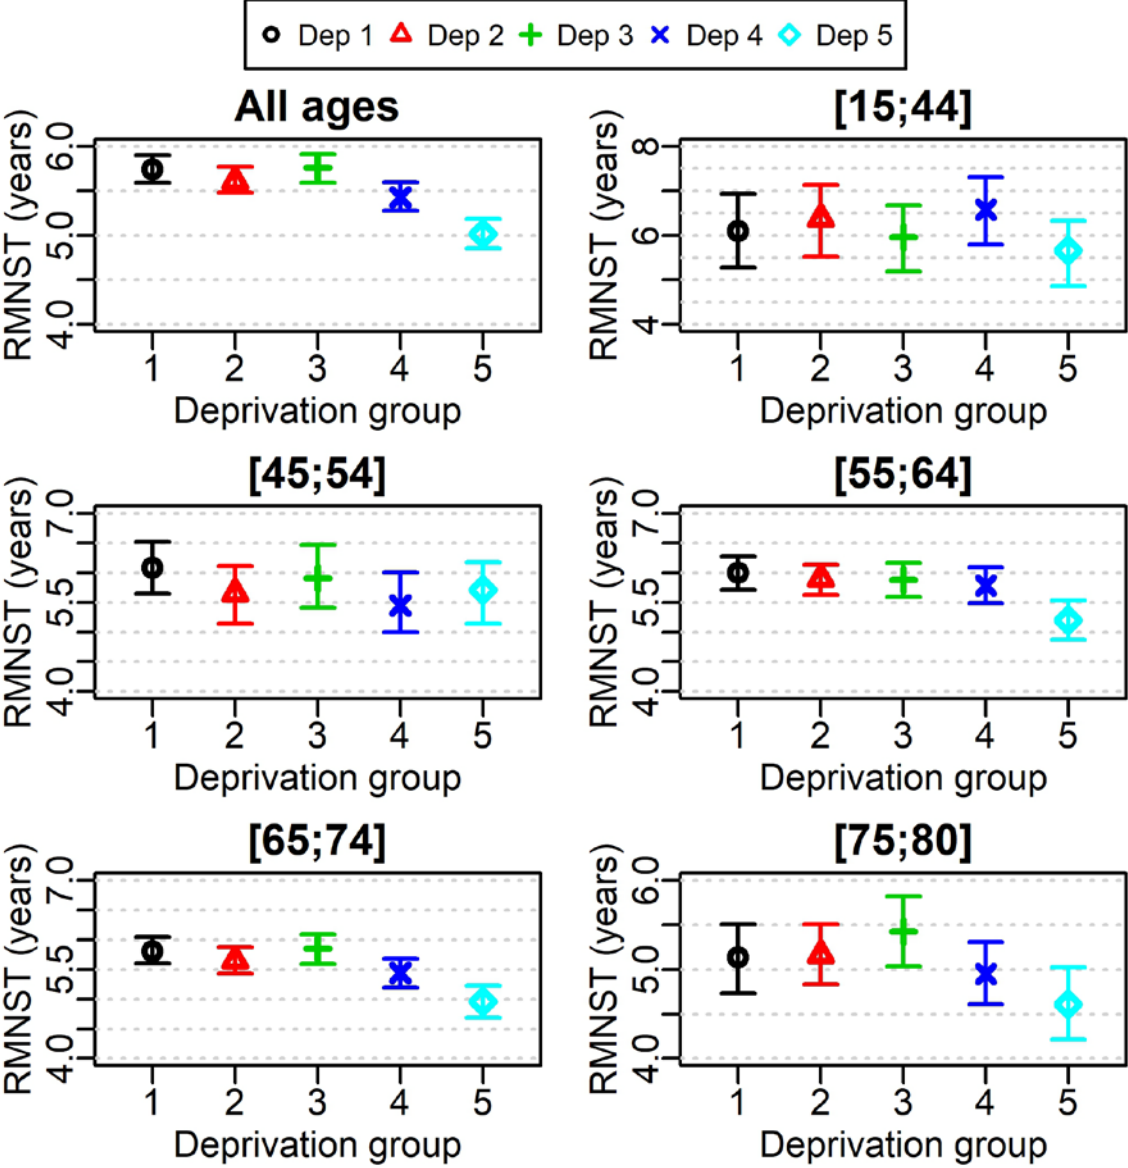 Dep 1 Dep 2 Dep 3 Dep 4 Dep 5
All ages
RMNST (years)
6.0
5.0
4.0
1 2 3 4 5
Deprivation group
[15;44]
RMNST (years)
8
6
4
1 2 3 4 5
Deprivation group
[45;54]
RMNST (years)
7.0
5.5
4.0
1 2 3 4 5
Deprivation group
[55;64]
RMNST (years)
7.0
5.5
4.0
1 2 3 4 5
Deprivation group
[65;74]
RMNST (years)
7.0
5.5
4.0
1 2 3 4 5
Deprivation group
[75;80]
RMNST (years)
6.0
5.0
4.0
1 2 3 4 5
Deprivation group